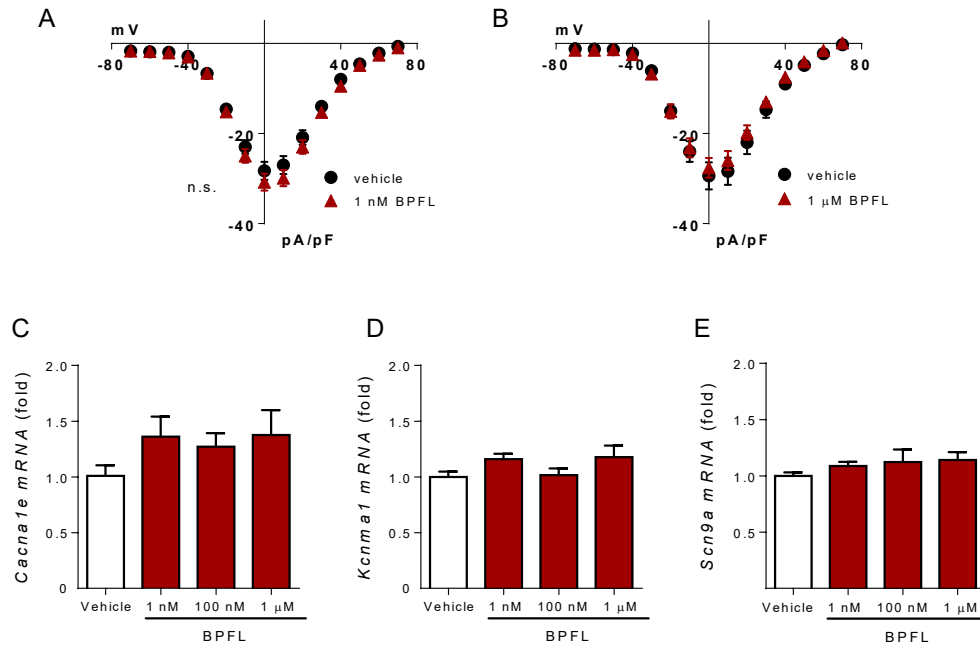 A
mV
-80
-40
40
80
-20
-40
n.s.
vehicle
1 nM BPFL
pA/pF
B
mV
-80
-40
40
80
-20
-40
vehicle
1 μM BPFL
pA/pF
C
Cacna1e mRNA (fold)
2.0
1.5
1.0
0.5
0
Vehicle 1 nM 100 nM 1 μM
BPFL
D
Kcnma1 mRNA (fold)
2.0
1.5
1.0
0.5
0
Vehicle 1 nM 100 nM 1 μM
BPFL
E
Scn9a mRNA (fold)
2.0
1.5
1.0
0.5
0
Vehicle 1 nM 100 nM 1 μM
BPFL